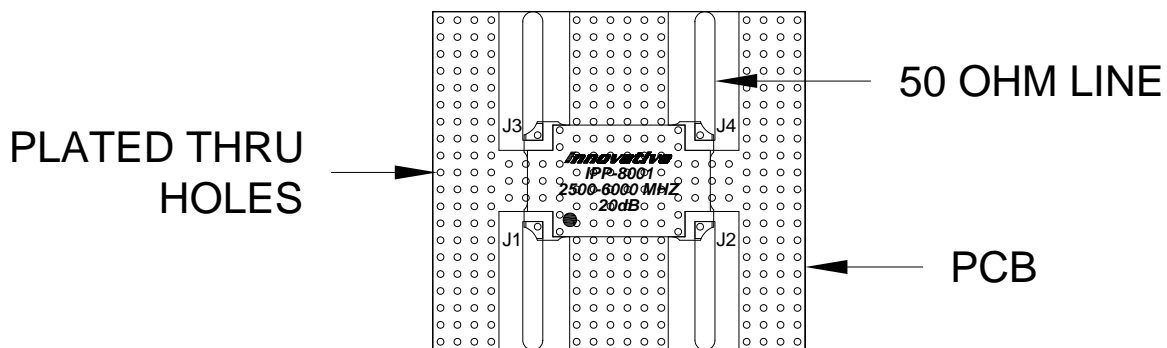 50 OHM LINE
J3
J4
PLATED THRU
HOLES
innovative
IPP-8001
2500-6000 MHZ
20dB
J1
J2
PCB